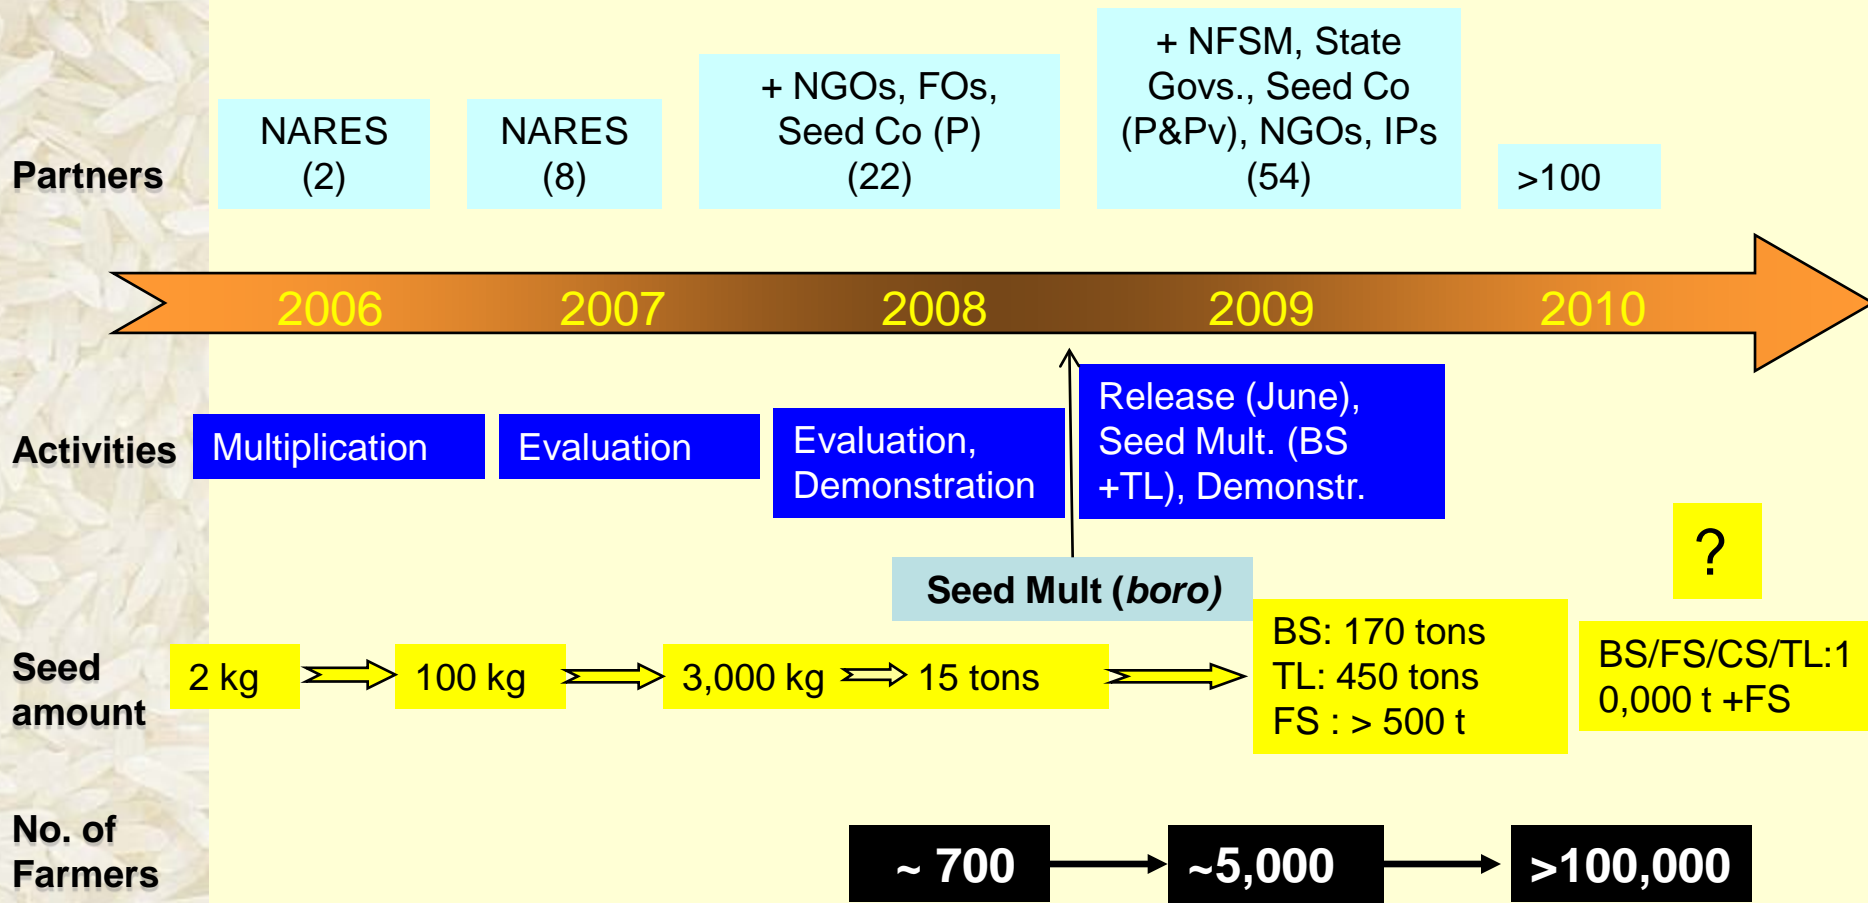 Partners
NARES
(2)
NARES
(8)
+ NGOs, FOs,
Seed Co (P)
(22)
+ NFSM, State
Govs., Seed Co
(P&Pv), NGOs, IPs
(54)
>100
2006
2007
2008
2009
2010
Activities
Multiplication
Evaluation
Evaluation,
Demonstration
Release (June),
Seed Mult. (BS
+TL), Demonstr.
Seed Mult (boro)
?
Seed
amount
2 kg
100 kg
3,000 kg
15 tons
BS: 170 tons
TL: 450 tons
FS : > 500 t
BS/FS/CS/TL:1
0,000 t +FS
No. of
Farmers
~ 700
~5,000
>100,000